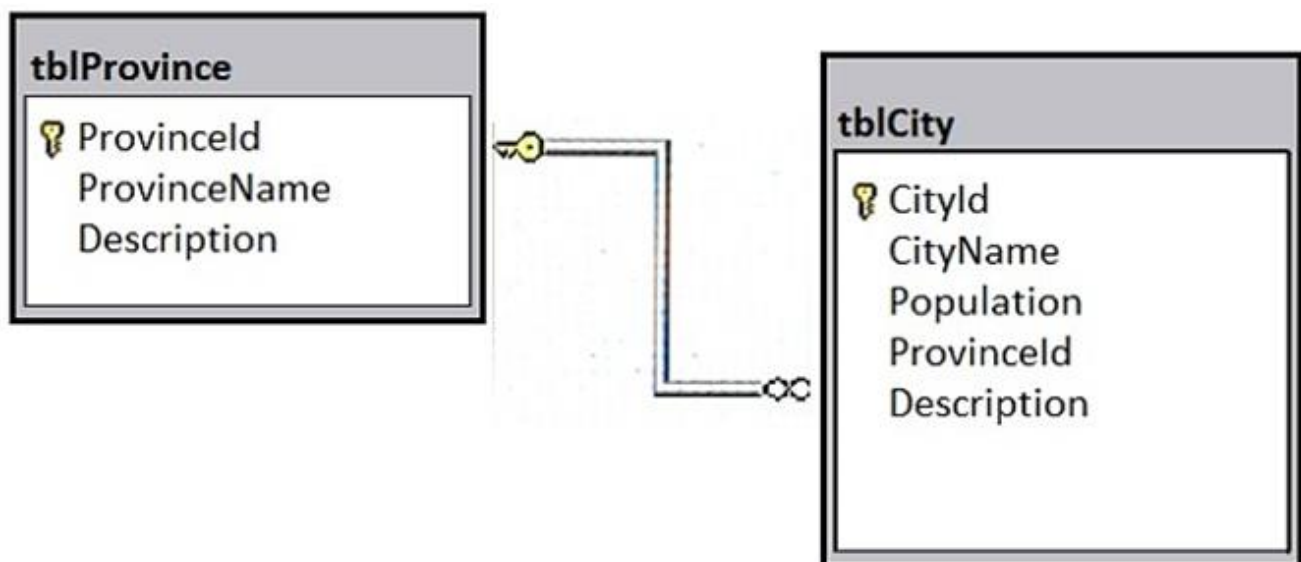 tblProvince
ProvinceId
ProvinceName
Description
tblCity
CityId
CityName
Population
ProvinceId
Description